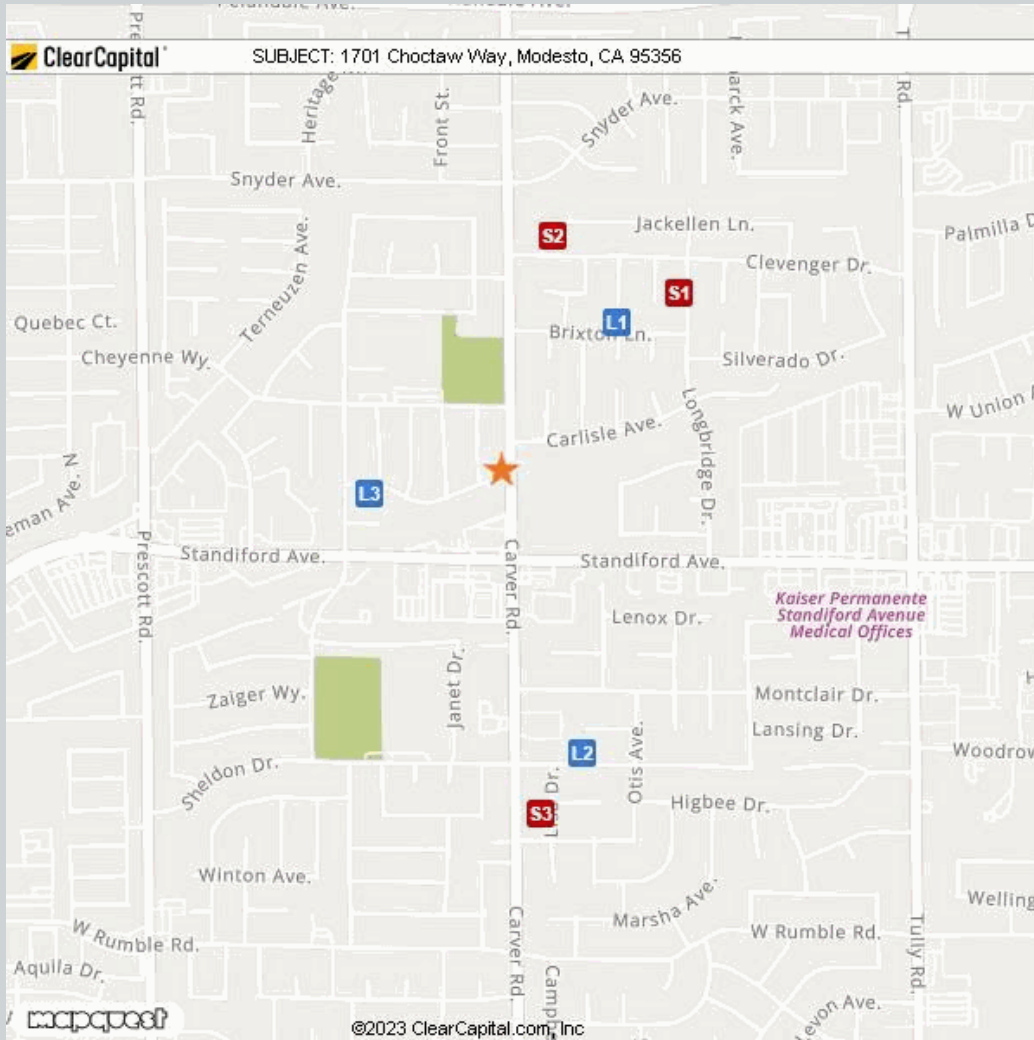 ClearCapital
SUBJECT: 1701 Choctaw Way, Modesto, CA 95356
Heritage
Front St.
Snyder Ave.
Snyder Ave.
Jackellen Ln.
Palmilla
S2
Clevenger Dr.
Terneuzen Ave.
S1
Quebec Ct.
L1
Brixton Ln.
Cheyenne Wy.
Silverado Dr.
W Union
Carlisle Ave.
Longbridge Dr.
L3
Prescott Rd.
Standiford Ave.
Carver Rd.
Standiford Ave.
Kaiser Permanente
Standiford Avenue
Medical Offices
Lenox Dr.
Janet Dr.
Zaiger Wy.
Montclair Dr.
Lansing Dr.
L2
Otis Ave.
Sheldon Dr.
S3
Higbee Dr.
Winton Ave.
Marsha Ave.
W Rumble Rd.
W Rumble Rd.
Carver Rd.
Tully Rd.
Aquila Dr.
mapquest
©2023 ClearCapital.com, Inc